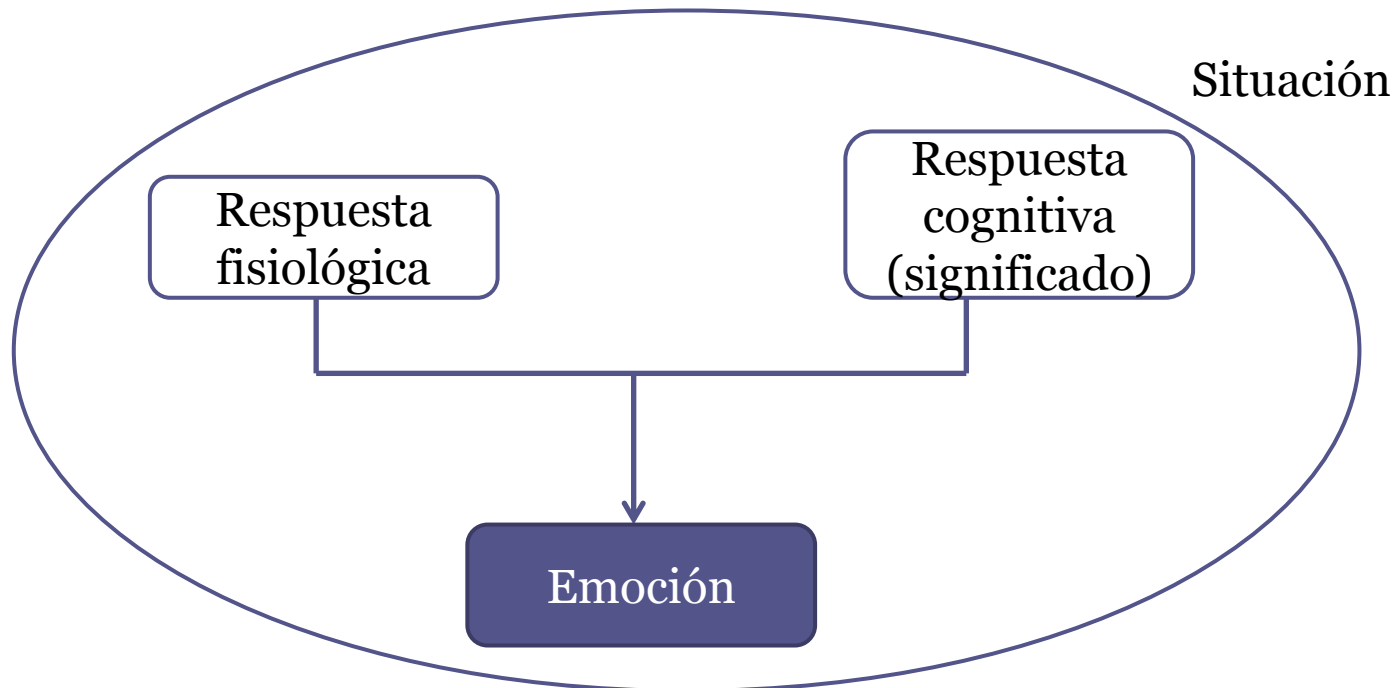 Situación
Respuesta
fisiológica
Respuesta
cognitiva
(significado)
Emoción